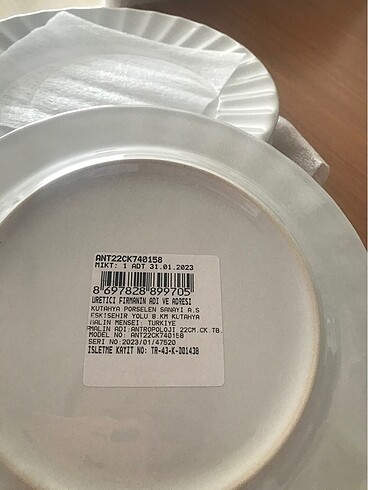 ANT22CK740158
MIKT: 1 ADT 31.01.2023
8 697828 899705
URETICI FIRMANIN ADI VE ADRESI
KUTAHYA PORSELEN SANAYI A.S
ESKISEHIR YOLU 8.KM KUTAHYA
MALIN MENSEI: TURKIYE
MALIN ADI:ANTROPOLOJI 22CM.CK.TB.
MODEL NO: ANT22CK740158
SERI NO:2023/01/47520
ISLETME KAYIT NO: TR-43-K-001438